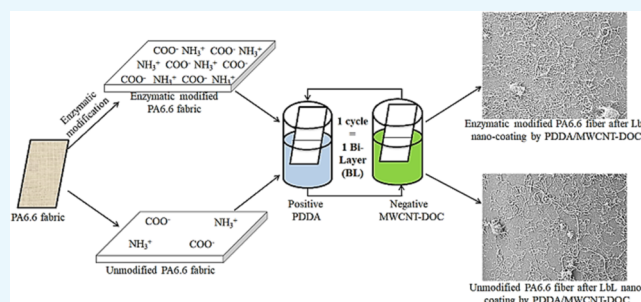 COO⁻ NH₃⁺ COO⁻ NH₃⁺
NH₃⁺ COO⁻ NH₃⁺ COO⁻
COO⁻ NH₃⁺ COO⁻ NH₃⁺
Enzymatic modified
PA6.6 fabric
Enzymatic
modification
PA6.6 fabric
COO⁻ NH₃⁺
NH₃⁺ COO⁻
Unmodified PA6.6 fabric
1 cycle
=
1 Bi-
Layer
(BL)
Positive
PDDA
Negative
MWCNT-DOC
Enzymatic modified PA6.6 fiber after LbL
nano-coating by PDDA/MWCNT-DOC
Unmodified PA6.6 fiber after LbL nano-
coating by PDDA/MWCNT-DOC